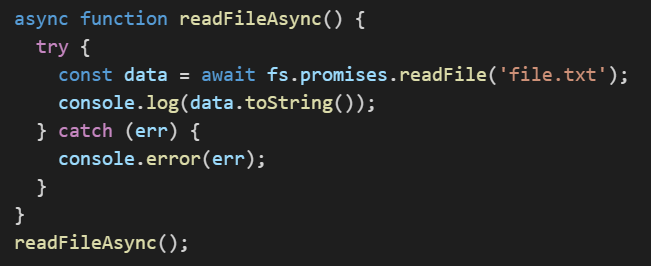 async function readFileAsync() {
  try {
    const data = await fs.promises.readFile('file.txt');
    console.log(data.toString());
  } catch (err) {
    console.error(err);
  }
}
readFileAsync();